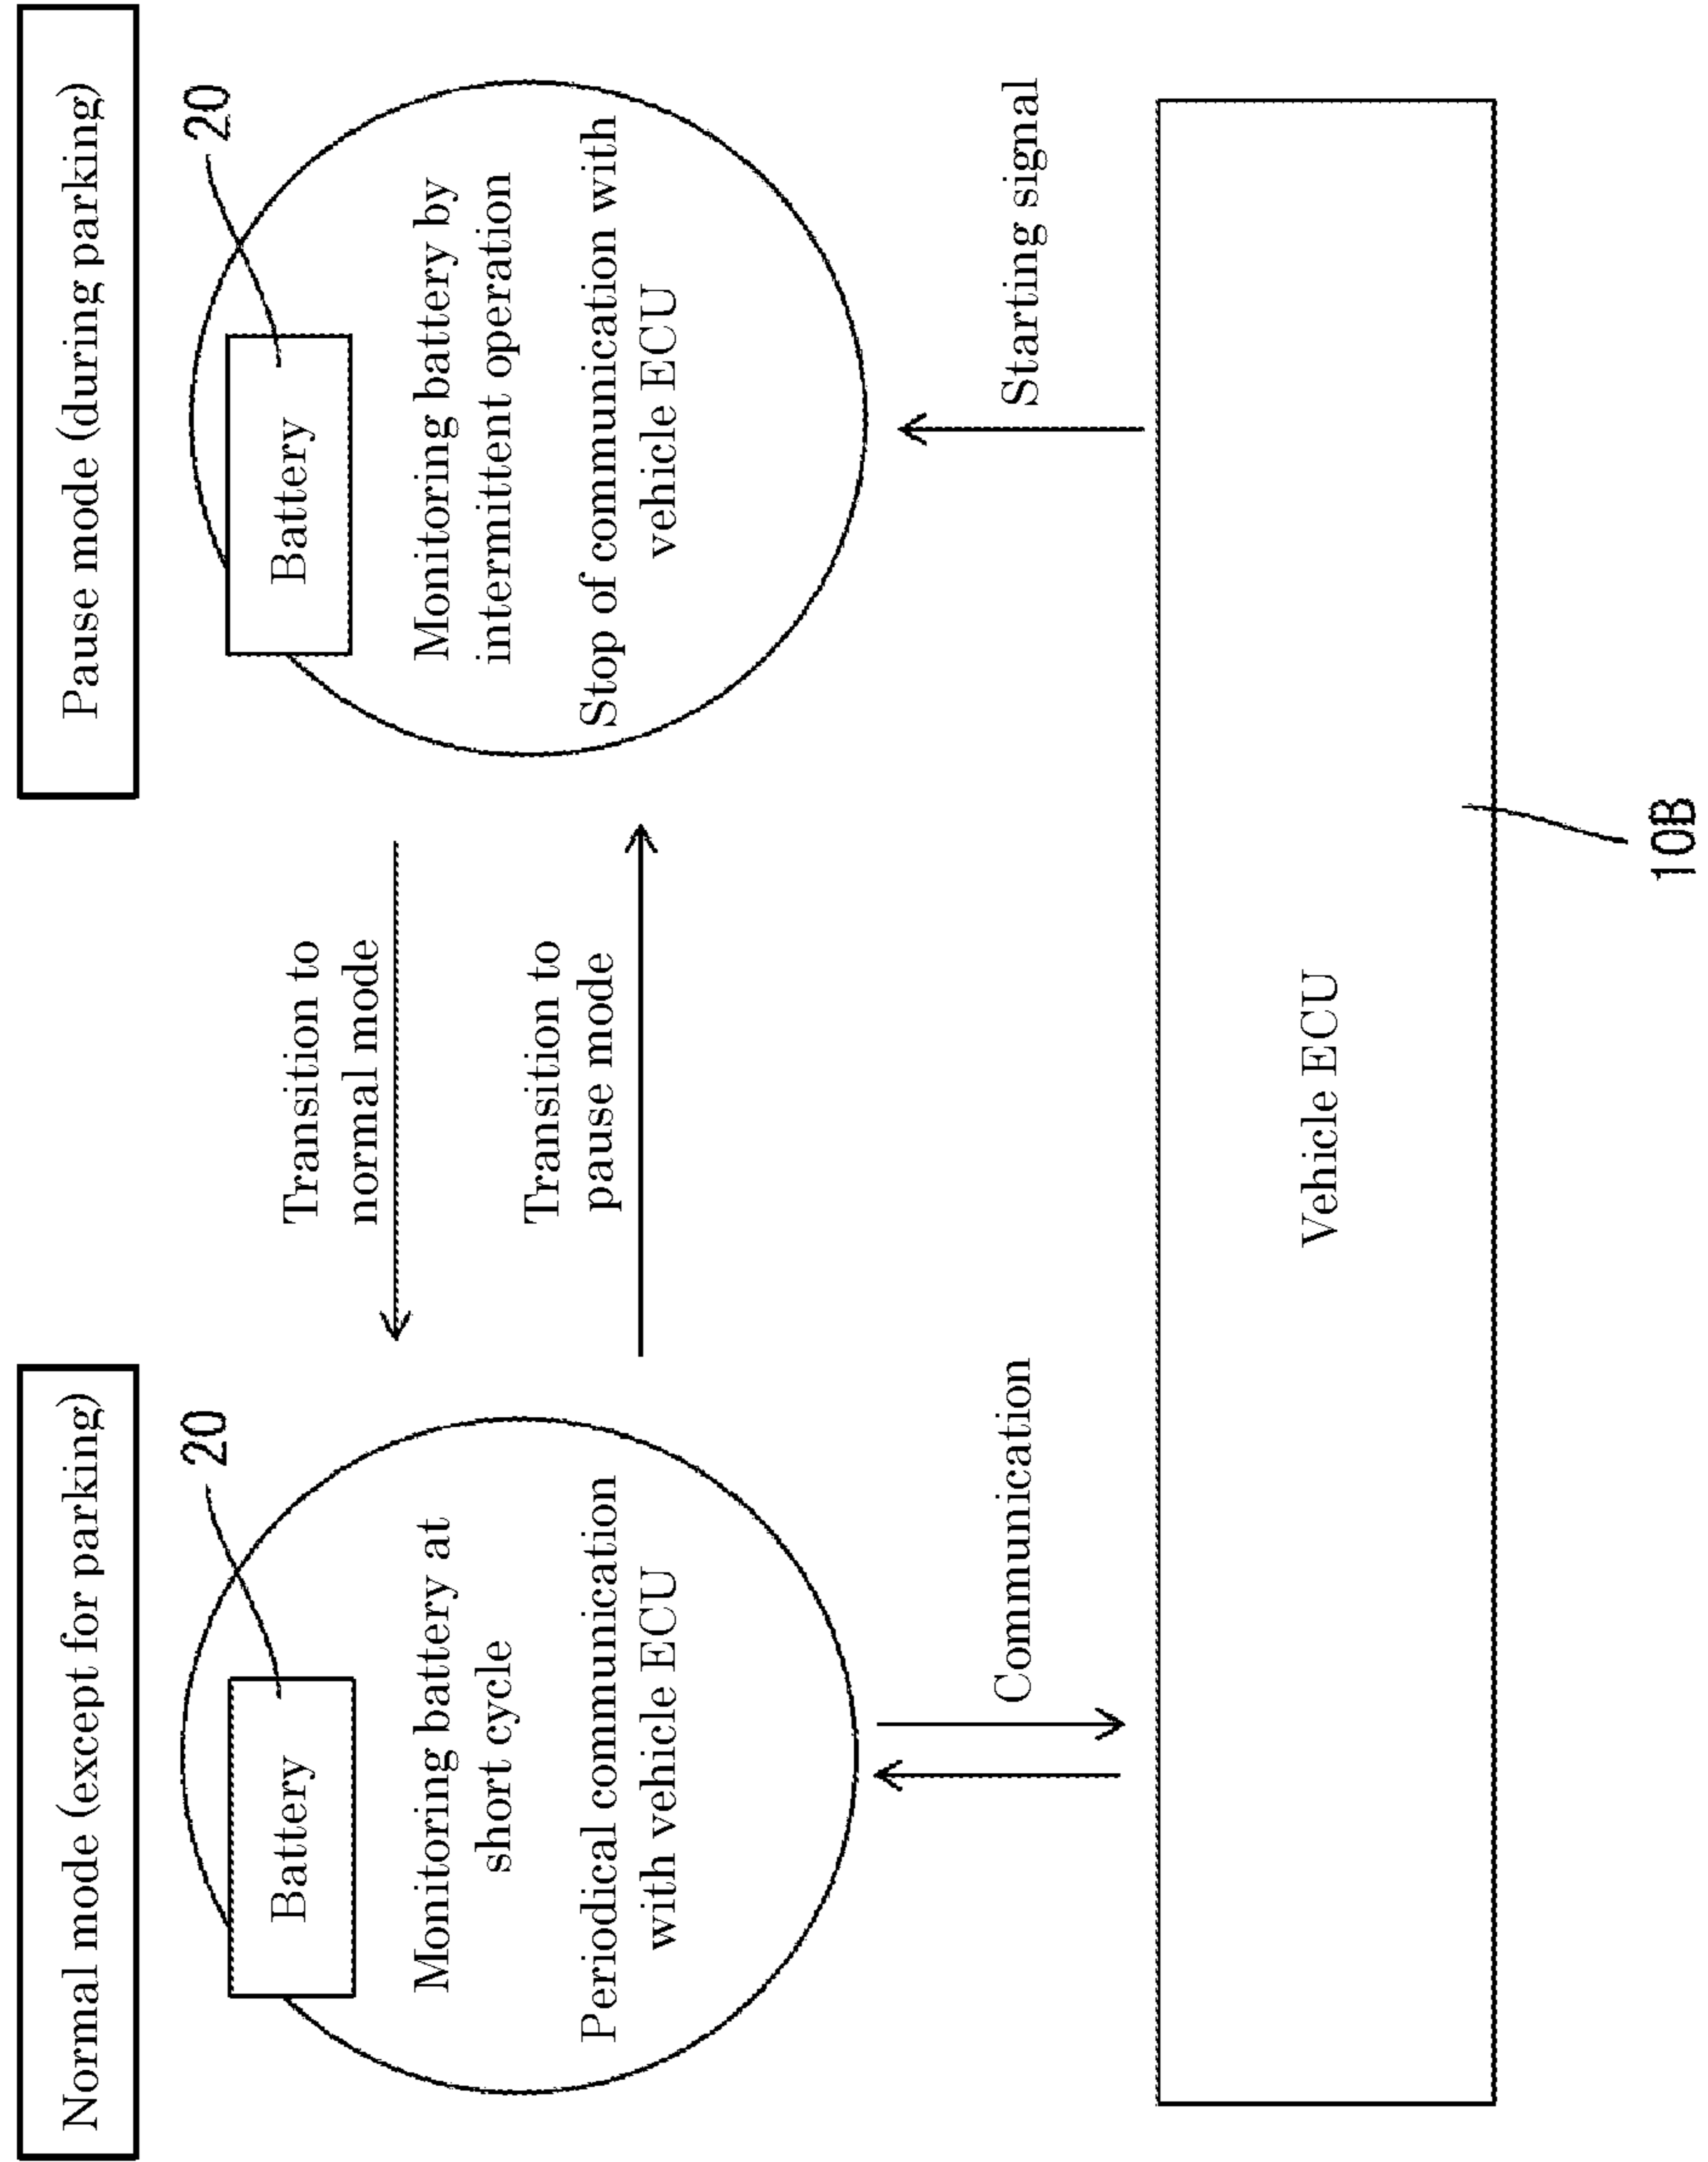 Normal mode (except for parking)
Pause mode (during parking)
20
Battery
Monitoring battery at
short cycle
Periodical communication
with vehicle ECU
Transition to
normal mode
Transition to
pause mode
20
Battery
Monitoring battery by
intermittent operation
Stop of communication with
vehicle ECU
Communication
Starting signal
Vehicle ECU
10B